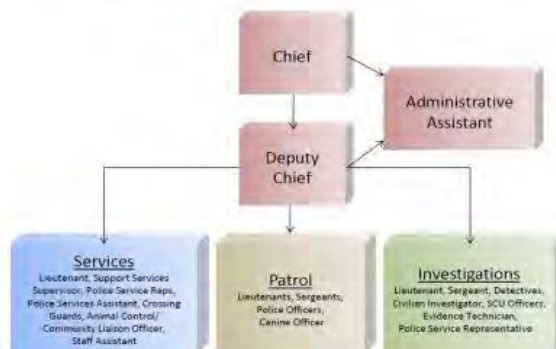 Chief
Administrative
Assistant
Deputy
Chief
Services
Lieutenant, Support Services
Supervisor, Police Service Reps,
Police Services Assistant, Crossing
Guards, Animal Control/
Community Liaison Officer,
Staff Assistant
Patrol
Lieutenants, Sergeants,
Police Officers,
Canine Officer
Investigations
Lieutenant, Sergeant, Detectives,
Civilian Investigator, SCU Officers,
Evidence Technician,
Police Service Representative